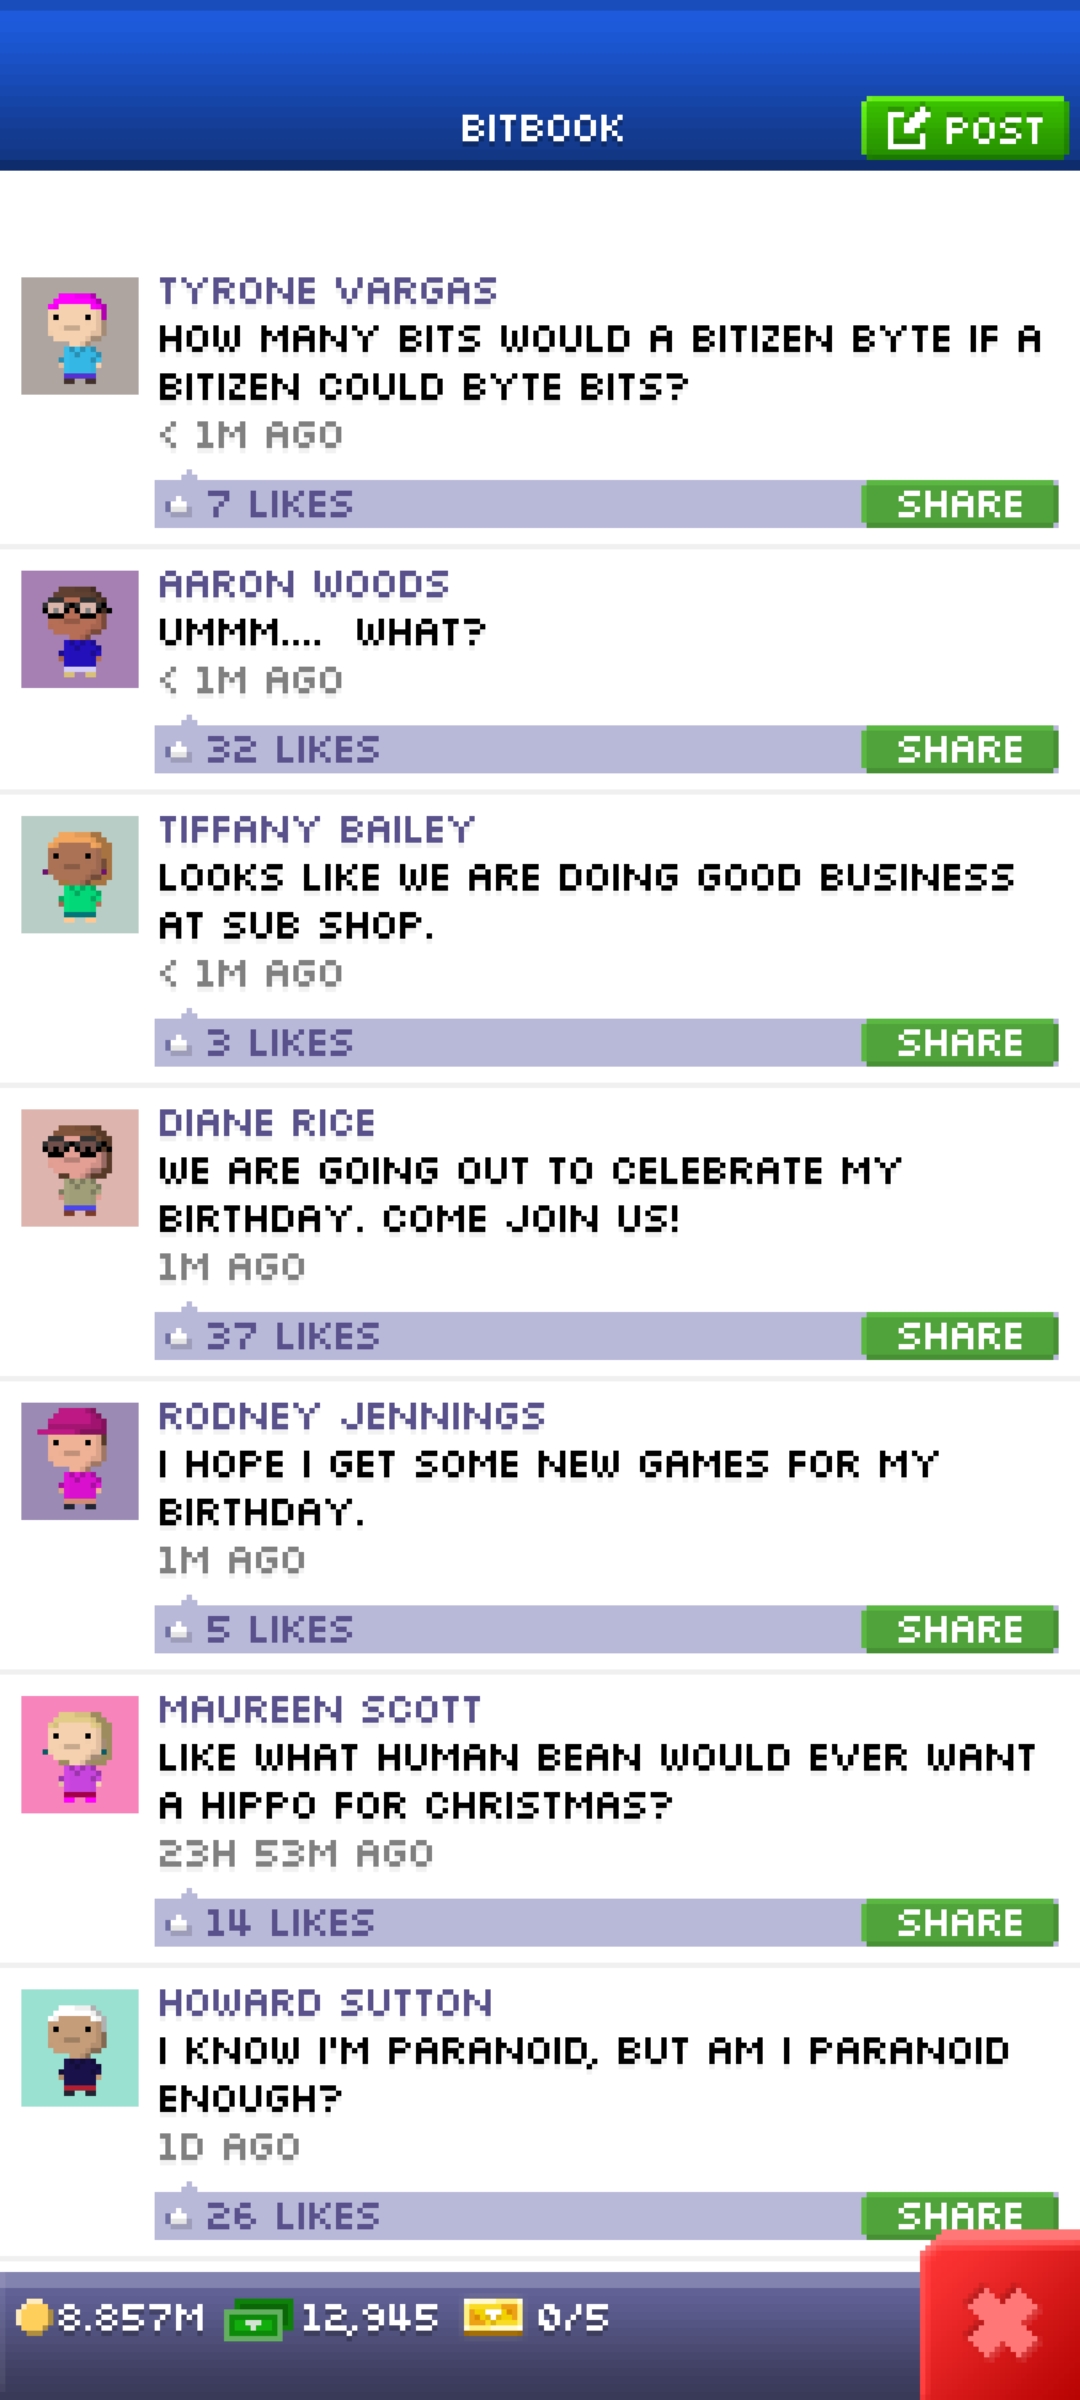 BITBOOK
POST
TYRONE VARGAS
HOW MANY BITS WOULD A BITIZEN BYTE IF A
BITIZEN COULD BYTE BITS?
< 1M AGO
7 LIKES
SHARE
AARON WOODS
UMMM....  WHAT?
< 1M AGO
32 LIKES
SHARE
TIFFANY BAILEY
LOOKS LIKE WE ARE DOING GOOD BUSINESS
AT SUB SHOP.
< 1M AGO
3 LIKES
SHARE
DIANE RICE
WE ARE GOING OUT TO CELEBRATE MY
BIRTHDAY. COME JOIN US!
1M AGO
37 LIKES
SHARE
RODNEY JENNINGS
I HOPE I GET SOME NEW GAMES FOR MY
BIRTHDAY.
1M AGO
5 LIKES
SHARE
MAUREEN SCOTT
LIKE WHAT HUMAN BEAN WOULD EVER WANT
A HIPPO FOR CHRISTMAS?
23H 53M AGO
14 LIKES
SHARE
HOWARD SUTTON
I KNOW I'M PARANOID, BUT AM I PARANOID
ENOUGH?
1D AGO
26 LIKES
SHARE
8.857M 12,945 0/5